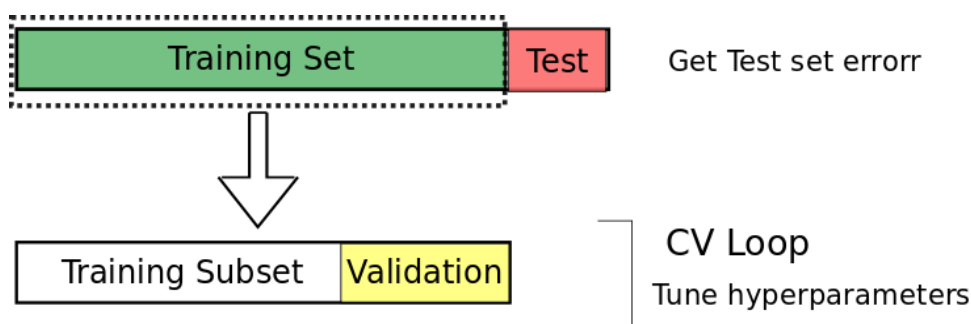 Training Set
Test
Get Test set errorr
Training Subset
Validation
CV Loop
Tune hyperparameters